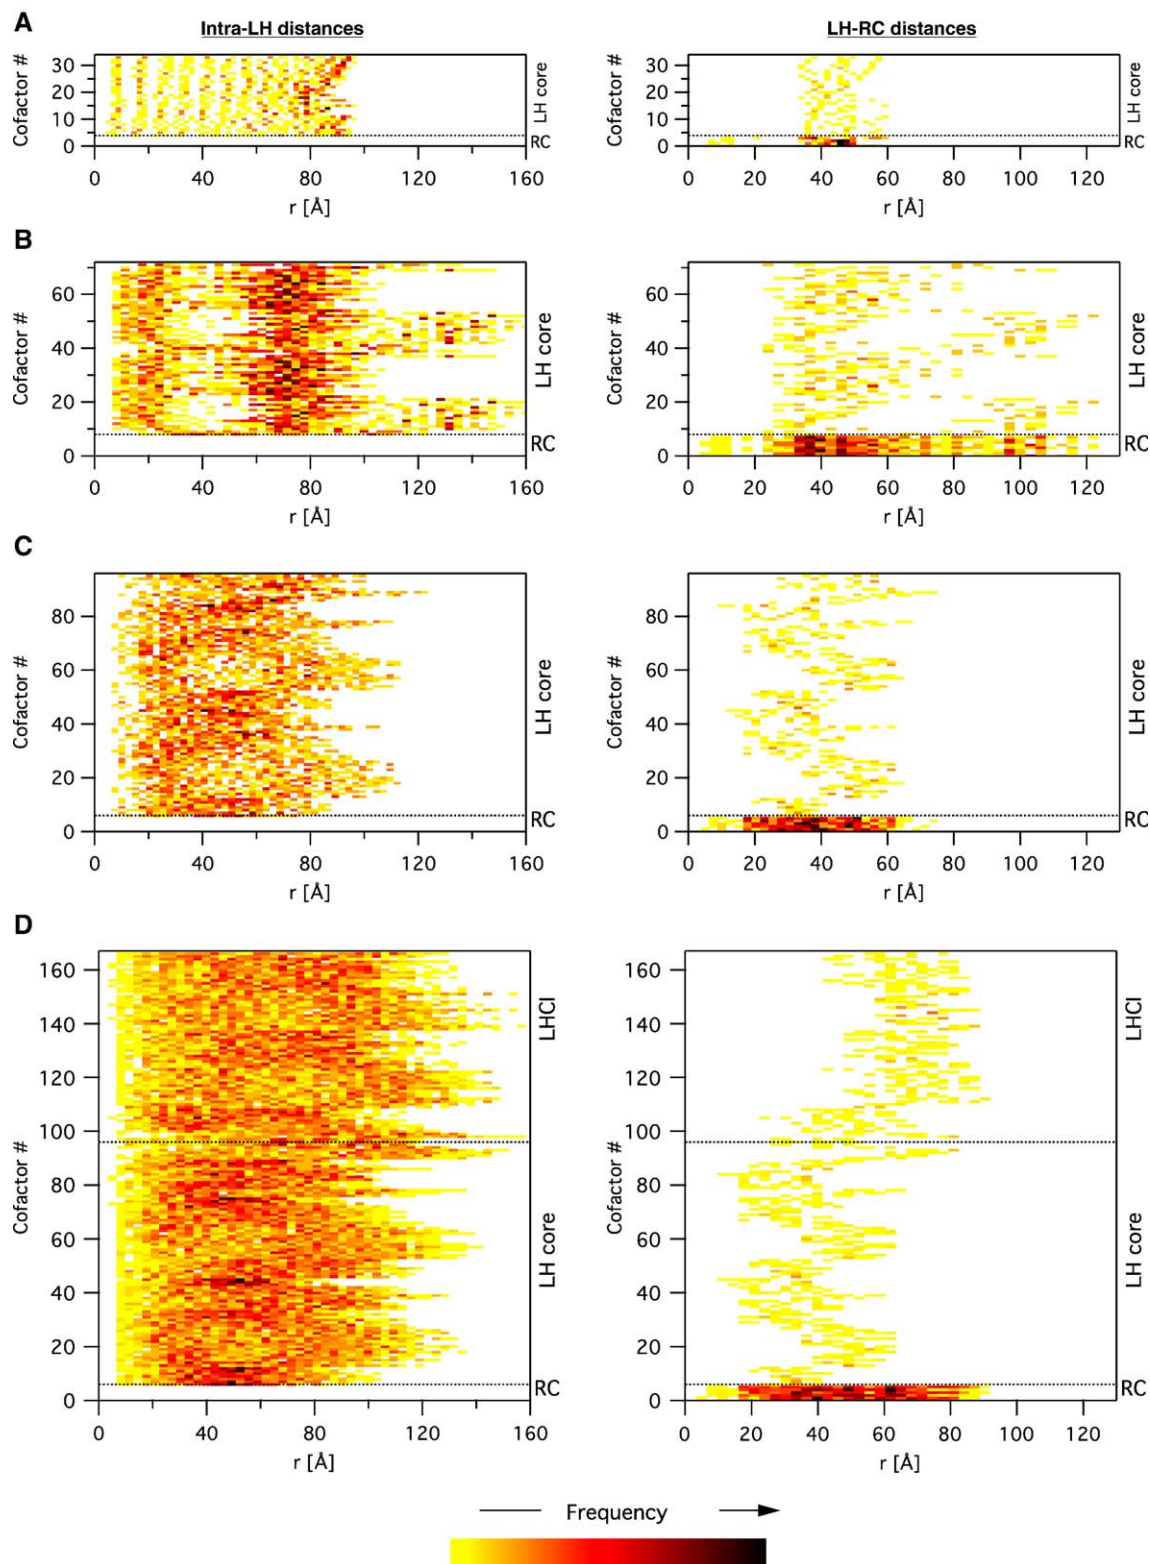 A
Intra-LH distances
LH-RC distances
Cofactor #
30
20
10
0
LH core
RC
0 40 80 120 160
r [Å]
Cofactor #
30
20
10
0
LH core
RC
0 20 40 60 80 100 120
r [Å]
B
Cofactor #
60
40
20
0
LH core
RC
0 40 80 120 160
r [Å]
Cofactor #
60
40
20
0
LH core
RC
0 20 40 60 80 100 120
r [Å]
C
Cofactor #
80
60
40
20
0
LH core
RC
0 40 80 120 160
r [Å]
Cofactor #
80
60
40
20
0
LH core
RC
0 20 40 60 80 100 120
r [Å]
D
Cofactor #
160
140
120
100
80
60
40
20
0
LHCI
LH core
RC
0 40 80 120 160
r [Å]
Cofactor #
160
140
120
100
80
60
40
20
0
LHCI
LH core
RC
0 20 40 60 80 100 120
r [Å]
Frequency